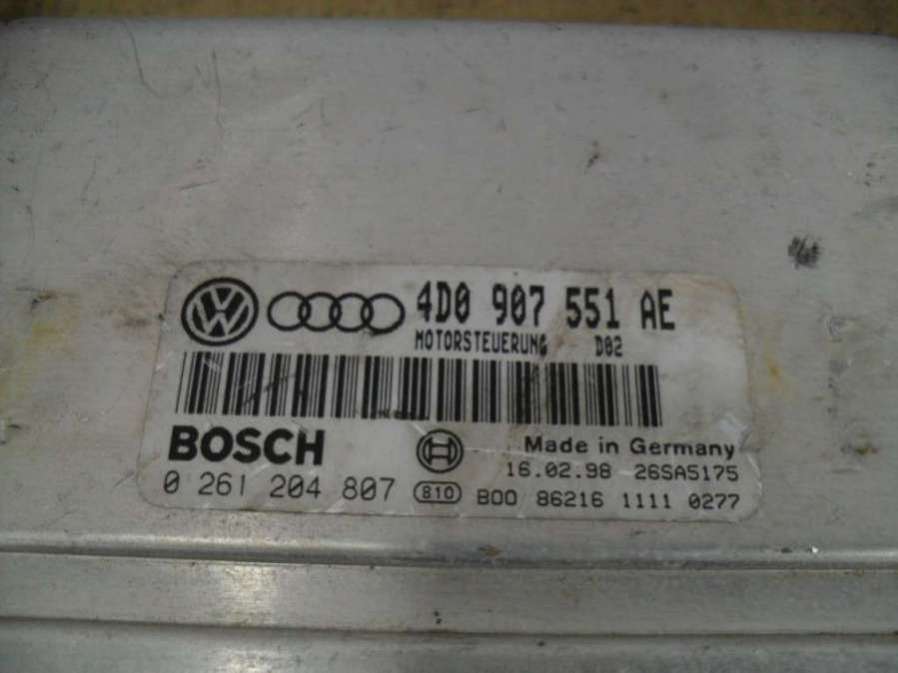 4D0 907 551 AE
MOTORSTEUERUNG D02
BOSCH
Made in Germany
16.02.98 26SA5175
0 261 204 807 810 B00 86216 1111 0277